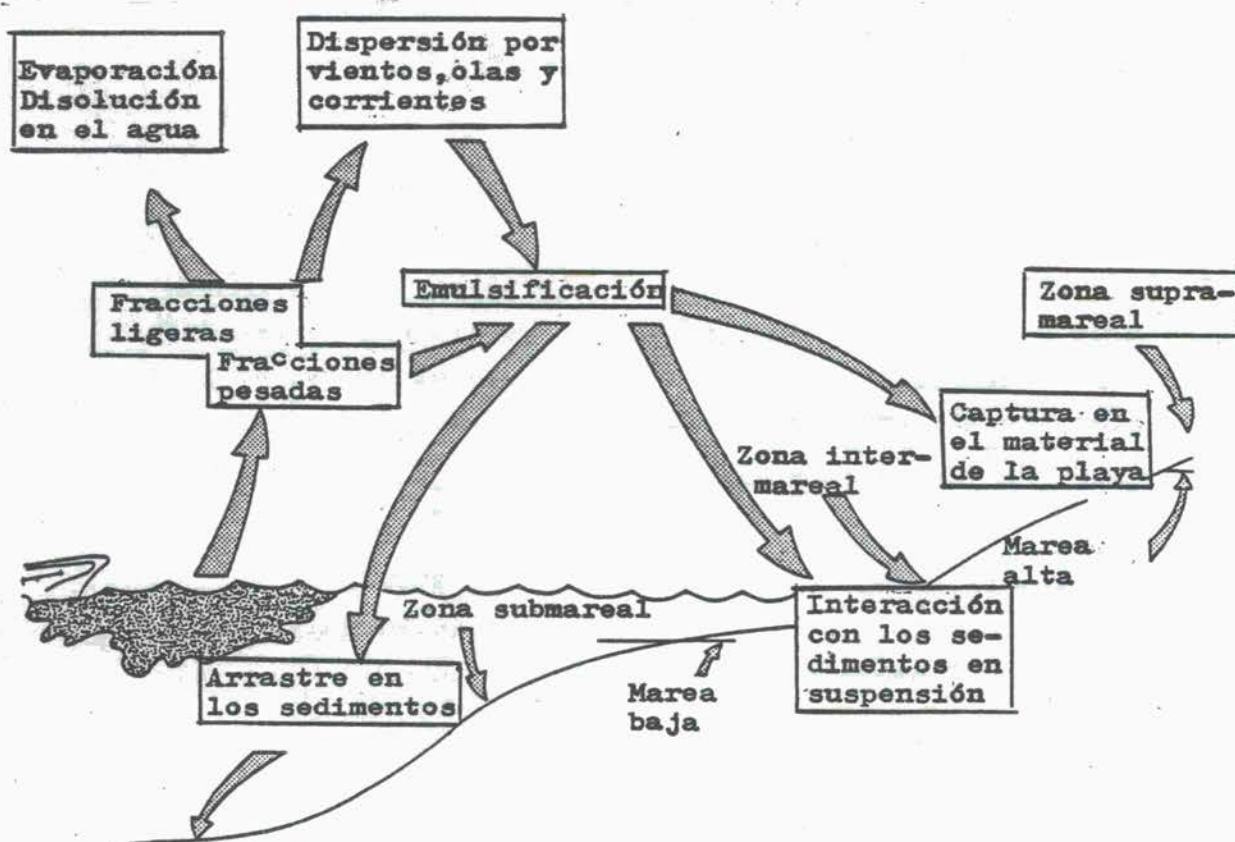 Evaporación
Disolución
en el agua
Dispersión por
vientos, olas y
corrientes
Fracciones
ligeras
Fracciones
pesadas
Emulsificación
Zona supra-
mareal
Captura en
el material
de la playa
Zona inter-
mareal
Marea
alta
Zona submareal
Interacción
con los se-
dimentos en
suspensión
Arrastre en
los sedimentos
Marea
baja